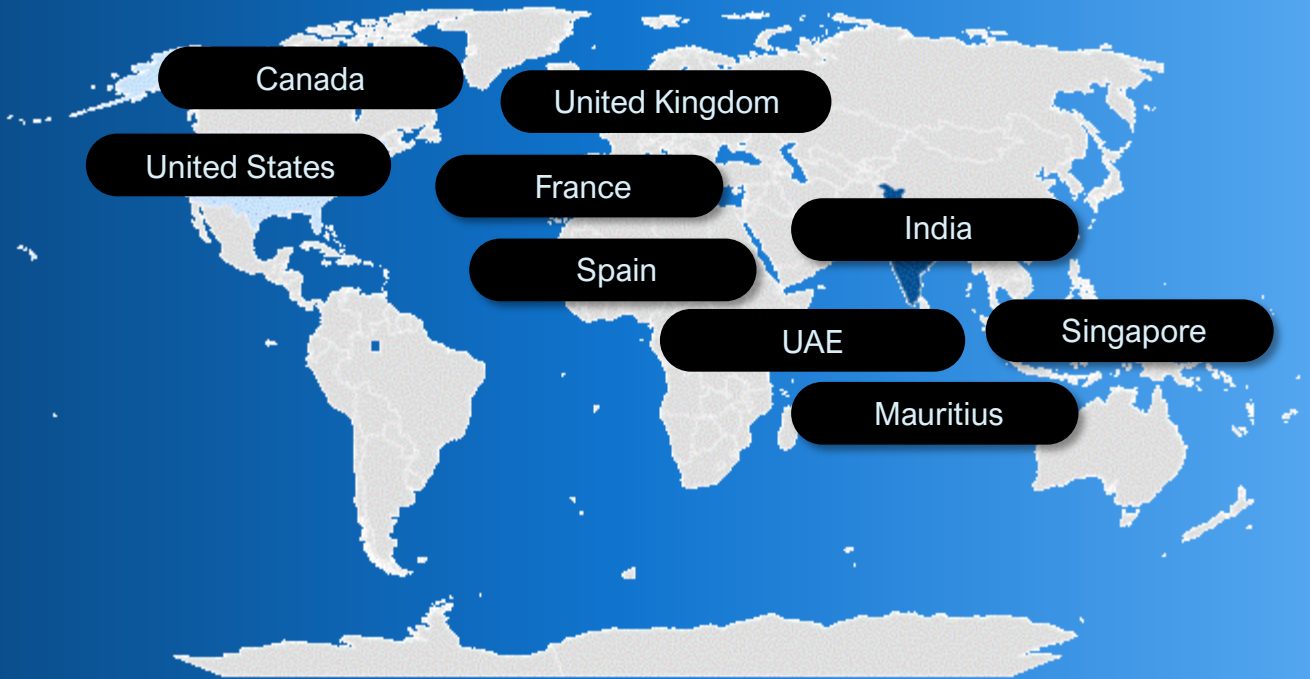 Canada
United Kingdom
United States
France
India
Spain
Singapore
UAE
Mauritius